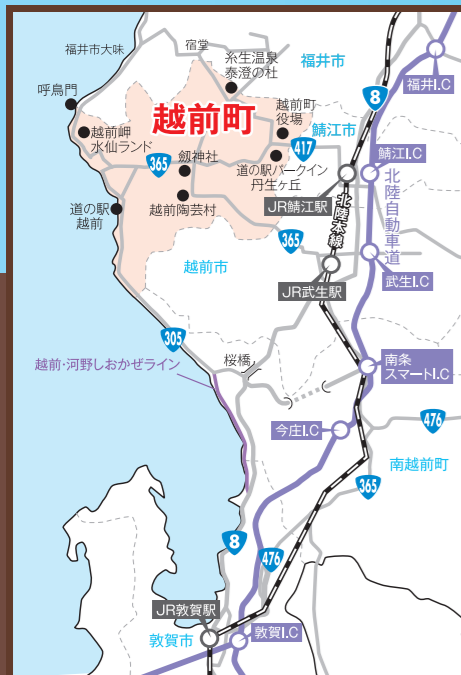 福井市大味
宿堂
糸生温泉
泰澄の杜
福井市
福井I.C
呼鳥門
8
越前町
越前町
役場
鯖江市
越前岬
水仙ランド
417
365
劔神社
道の駅パークイン
丹生ヶ丘
鯖江I.C
北陸自動車道
JR鯖江駅
越前陶芸村
道の駅
越前
北陸本線
365
越前市
武生I.C
JR武生駅
305
越前・河野しおかぜライン
桜橋
南条
スマートI.C
476
今庄I.C
南越前町
365
8
476
JR敦賀駅
敦賀市
敦賀I.C